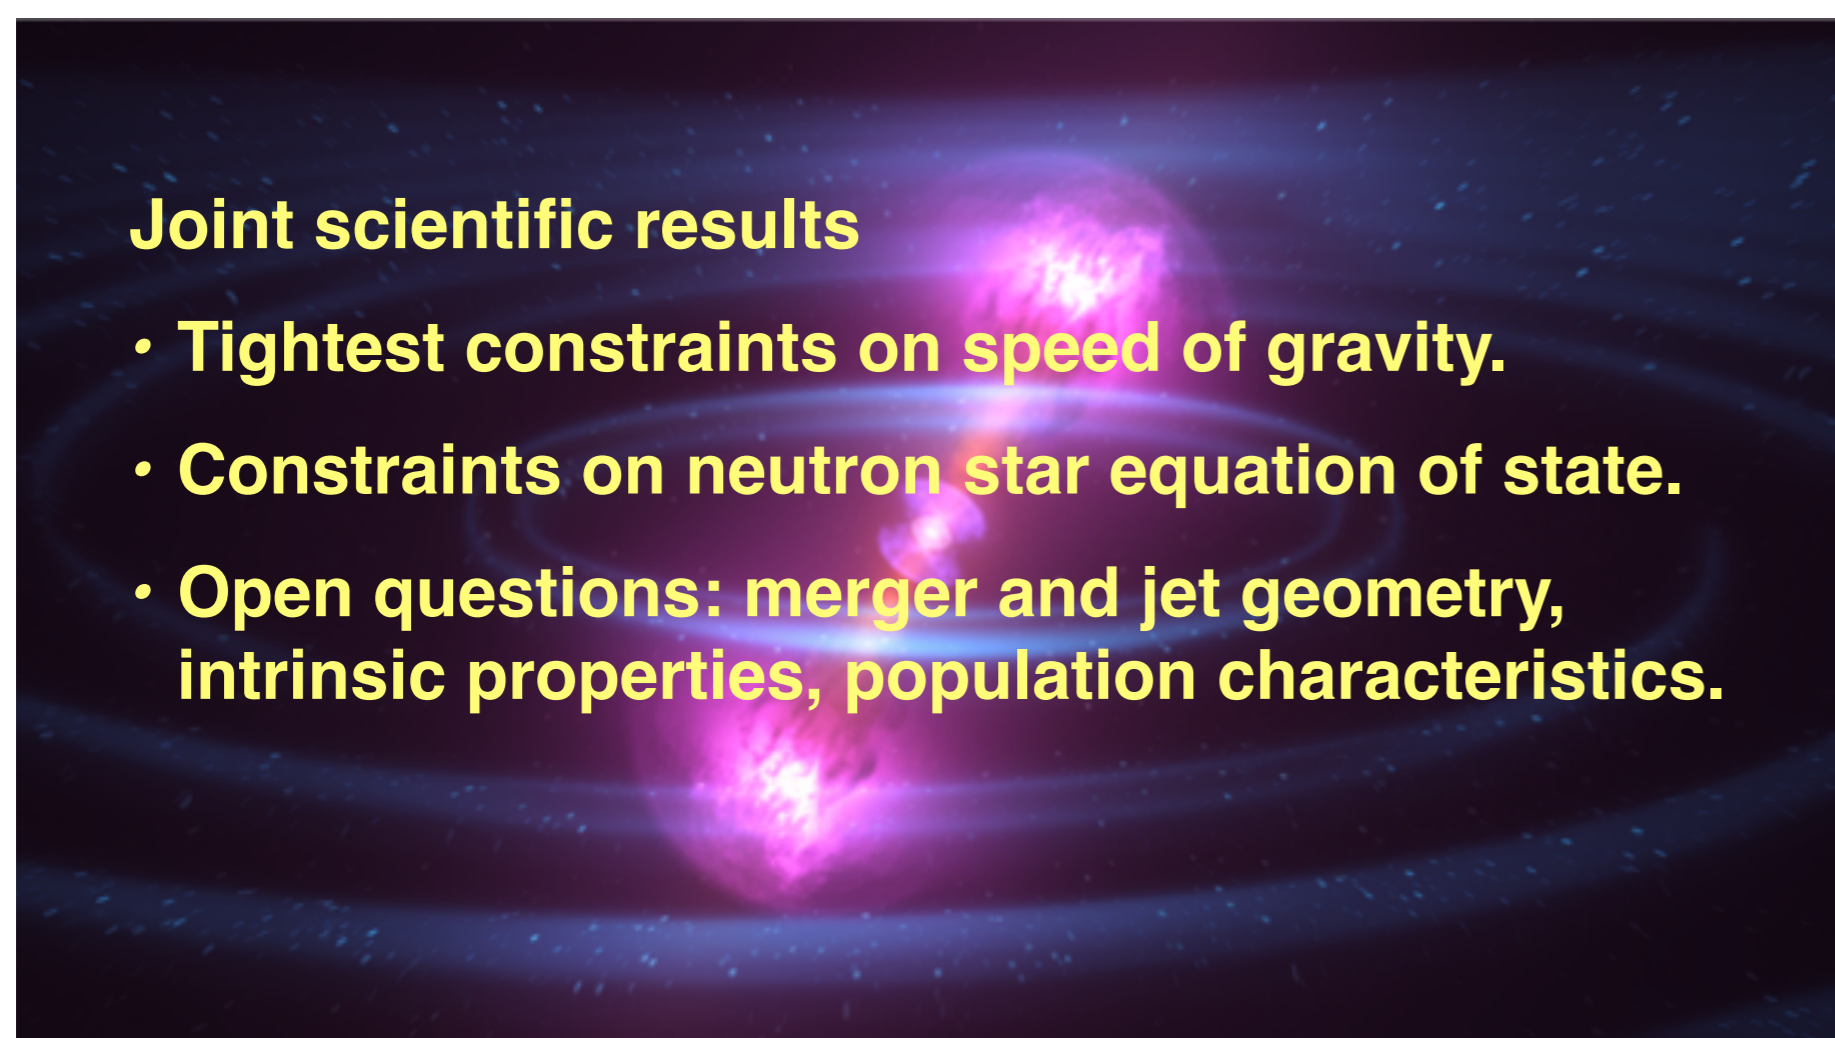 Joint scientific results
• Tightest constraints on speed of gravity.
• Constraints on neutron star equation of state.
• Open questions: merger and jet geometry,
intrinsic properties, population characteristics.